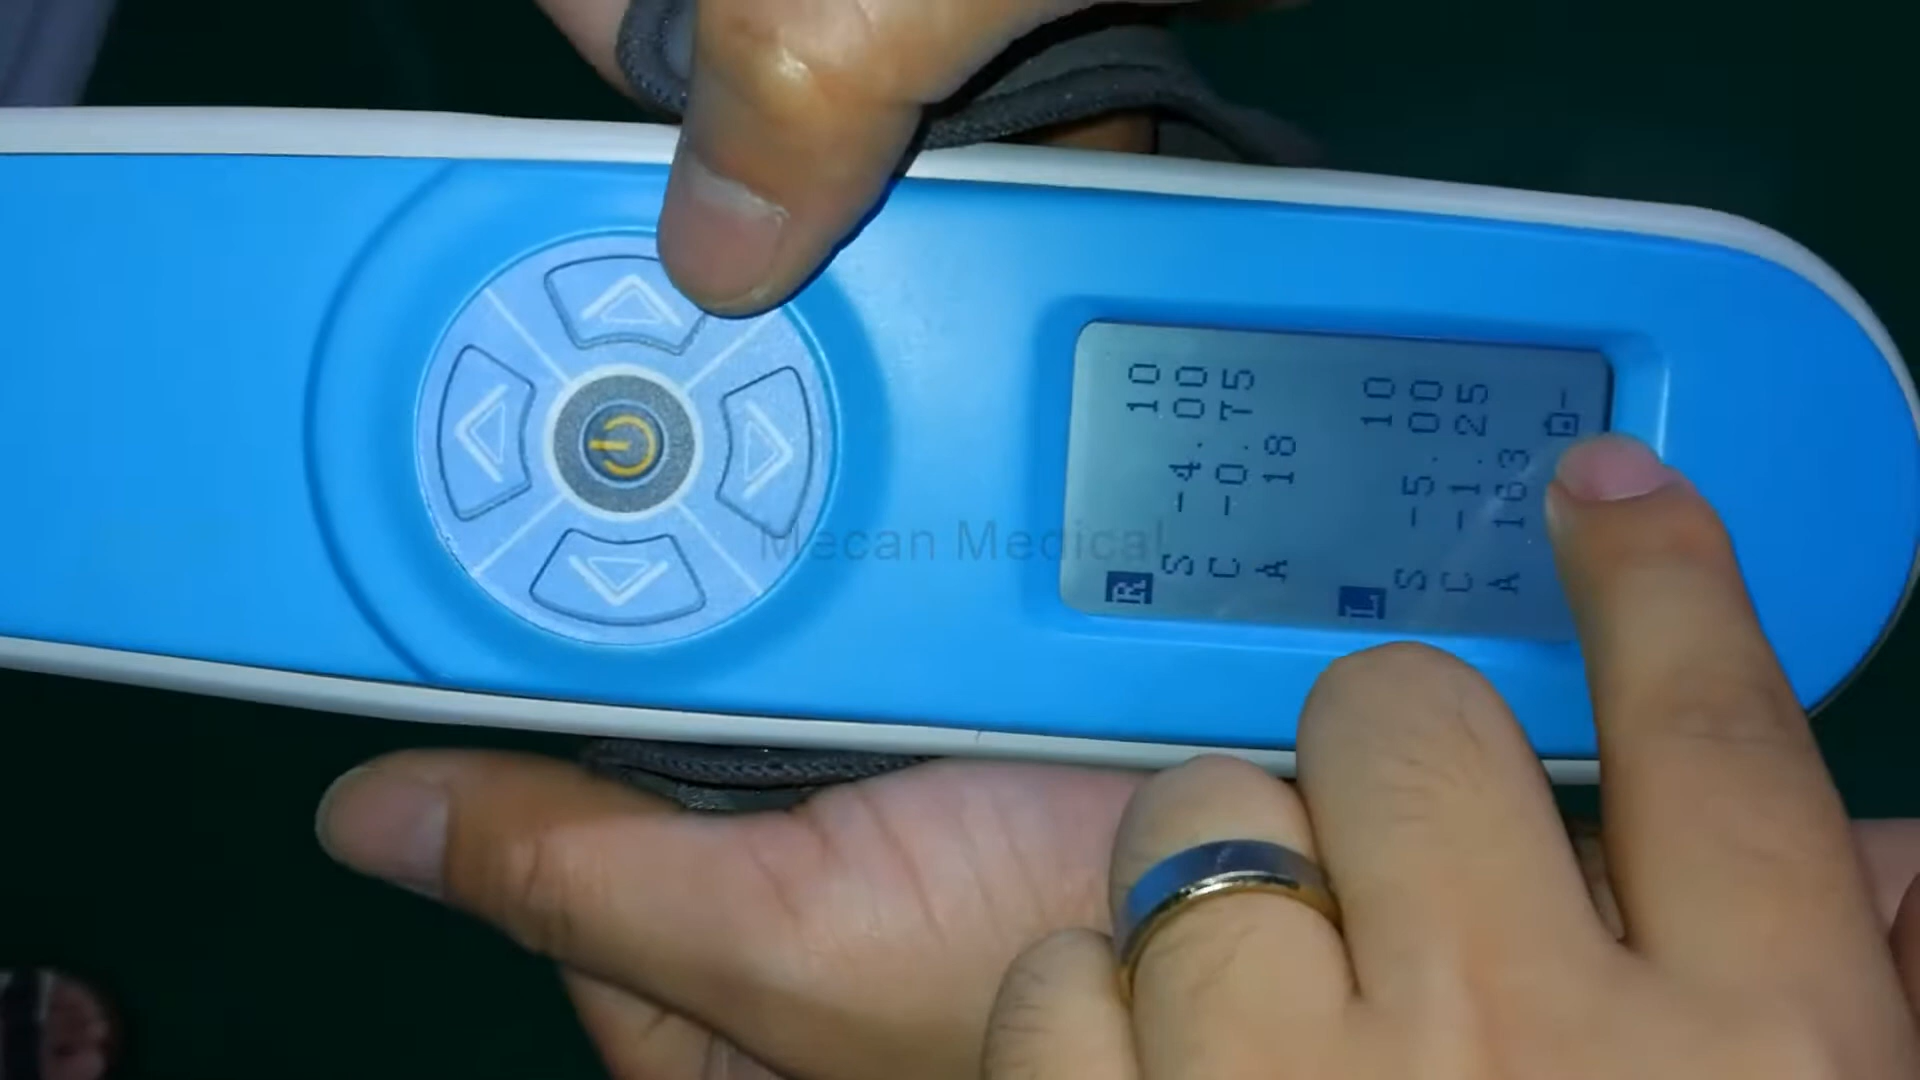 R 10
S -4.00
C -0.75
A 18
L 10
S -5.00
C -1.25
A 163
Mecan Medical